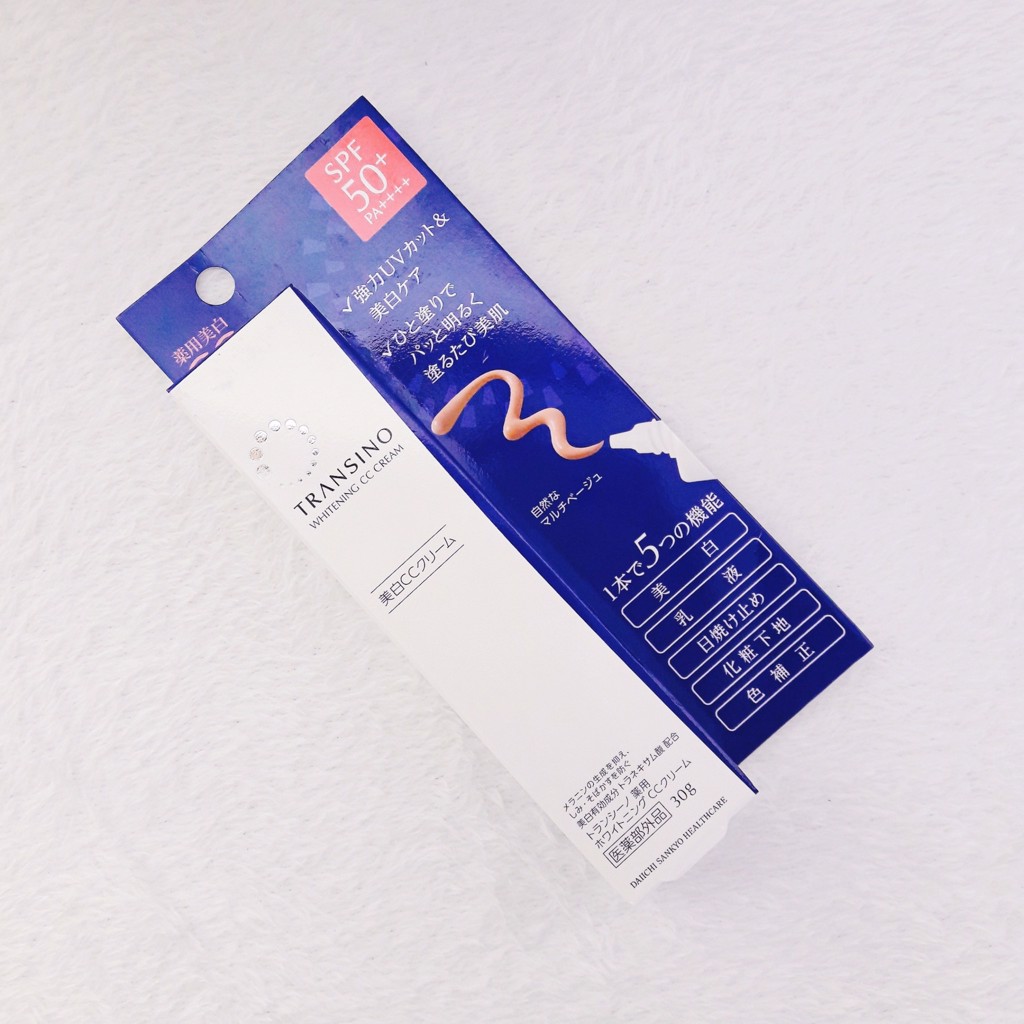 SPF
50+
PA++++
✓強力UVカット&
美白ケア
✓ひと塗りで
パッと明るく
塗るたび美肌
薬用美白
自然な
マルチベージュ
1本で5つの機能
美白
乳液
日焼け止め
化粧下地
色補正
TRANSINO
WHITENING CC CREAM
美白CCクリーム
メラニンの生成を抑え、
しみ・そばかすを防ぐ
美白有効成分 トラネキサム酸 配合
トランシーノ 薬用
ホワイトニング CCクリーム
医薬部外品 30g
DAIICHI SANKYO HEALTHCARE